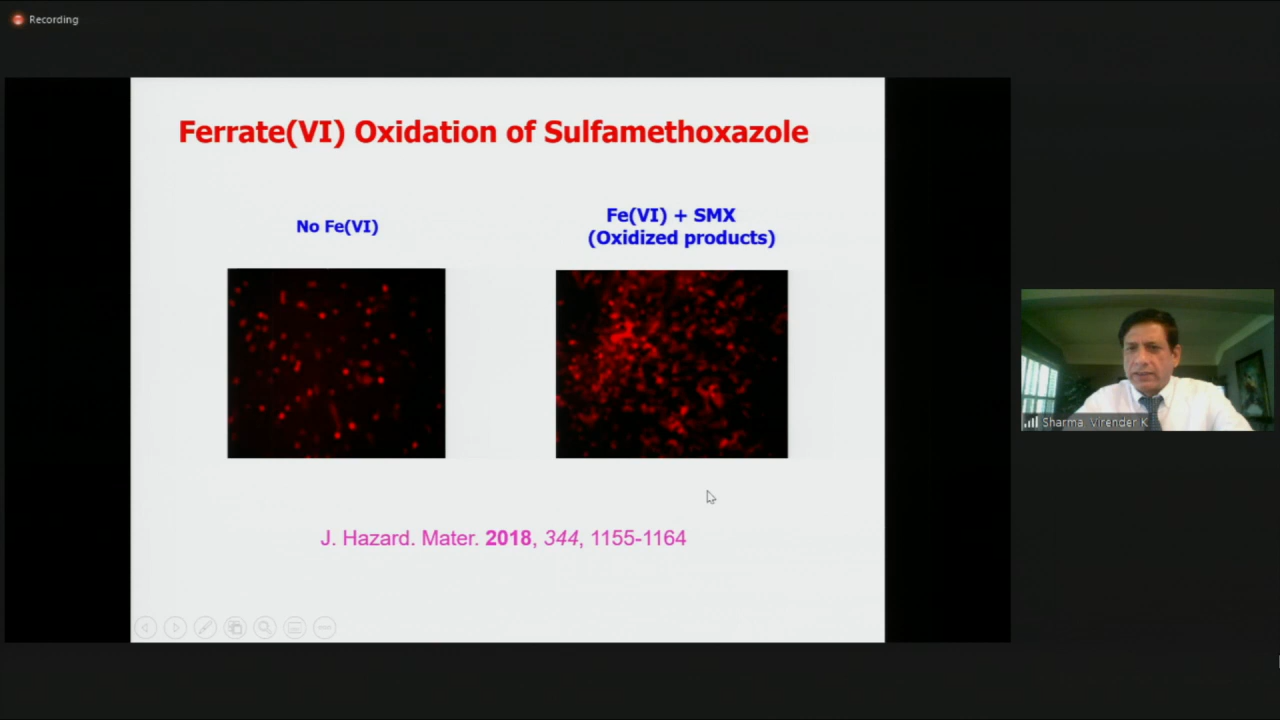 Recording
Ferrate(VI) Oxidation of Sulfamethoxazole
No Fe(VI)
Fe(VI) + SMX
(Oxidized products)
J. Hazard. Mater. 2018, 344, 1155-1164
Sharma Virender K